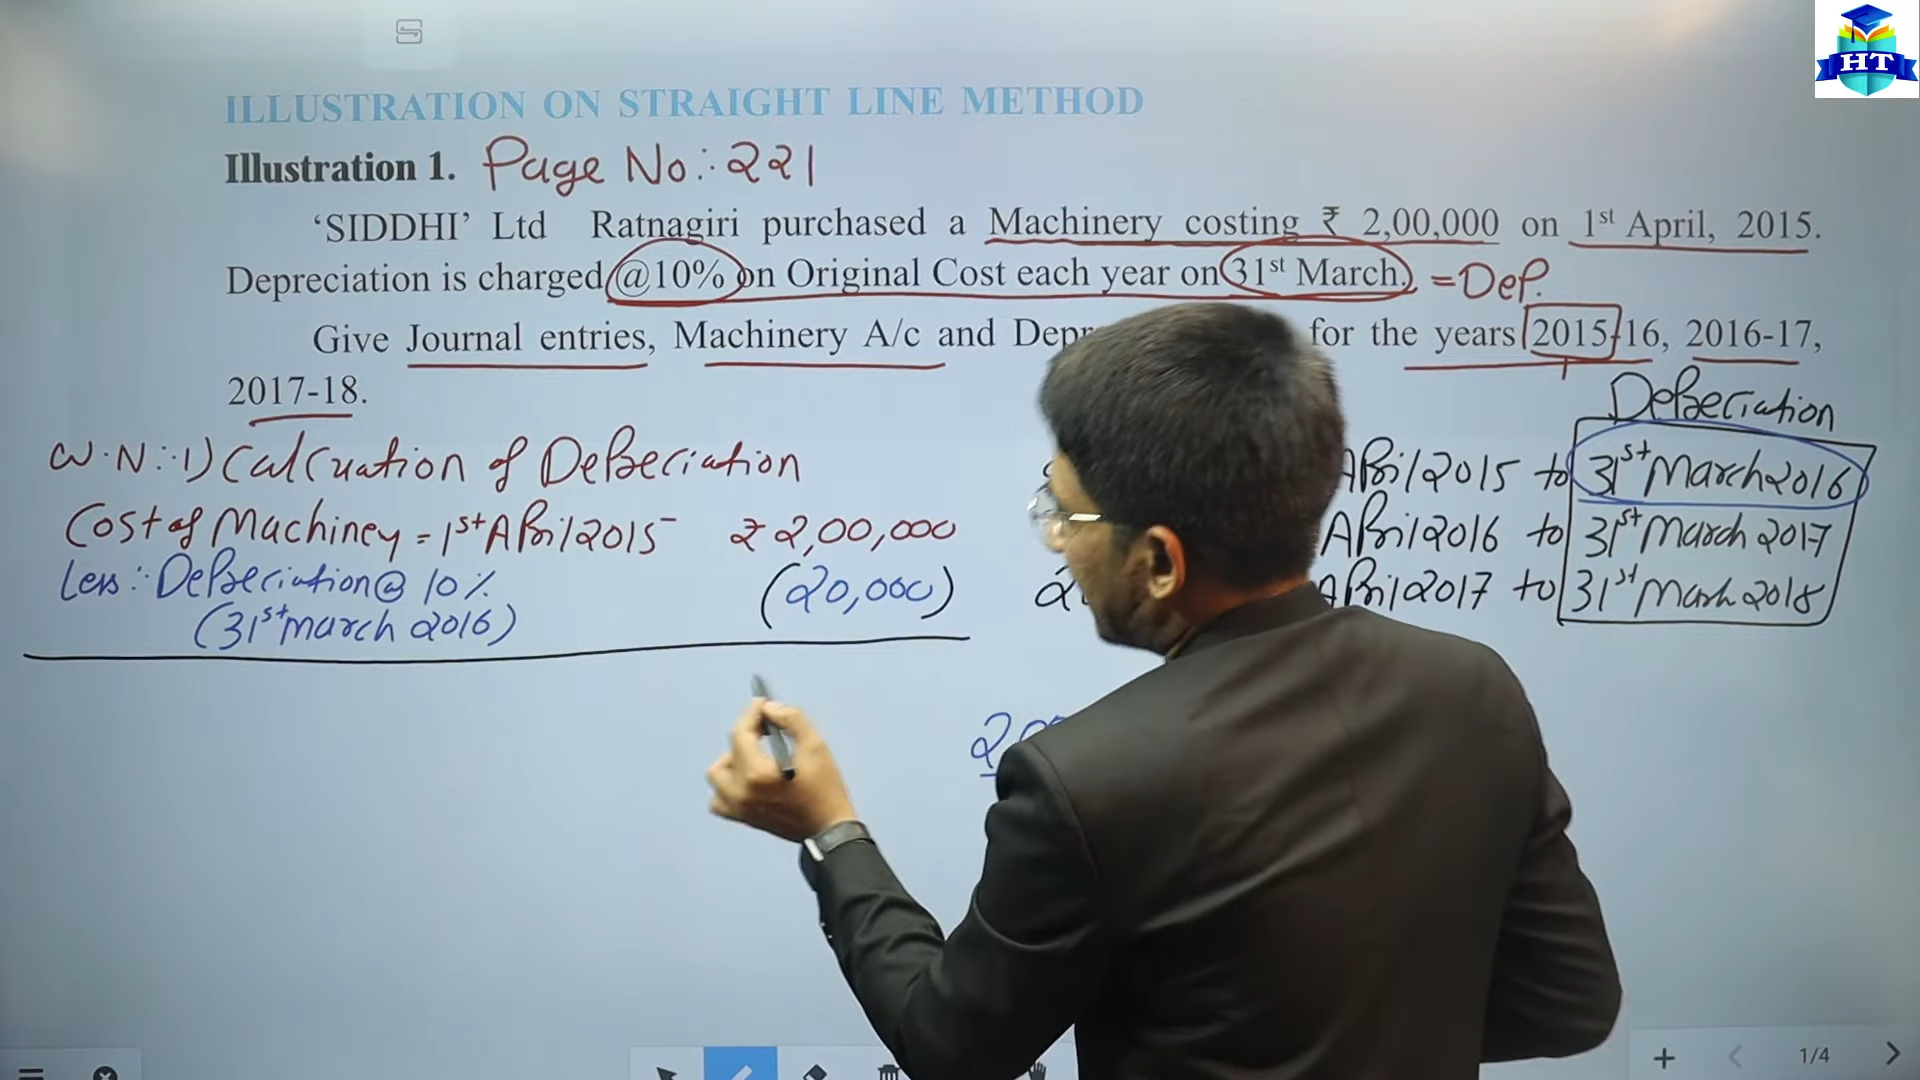 HT
ILLUSTRATION ON STRAIGHT LINE METHOD
Illustration 1. Page No:. 221
‘SIDDHI’ Ltd Ratnagiri purchased a Machinery costing ₹ 2,00,000 on 1st April, 2015.
Depreciation is charged @10% on Original Cost each year on 31st March. = Dep.
Give Journal entries, Machinery A/c and for the years 2015-16, 2016-17,
2017-18.
Depreciation
W.N:.1) Calcuation of Depreciation
April 2015 to 31st March 2016
Cost of Machiney = 1st April 2015 ₹ 2,00,000
April 2016 to 31st March 2017
Less:. Depreciation @ 10% (20,000)
April 2017 to 31st March 2018
(31st march 2016)
1/4